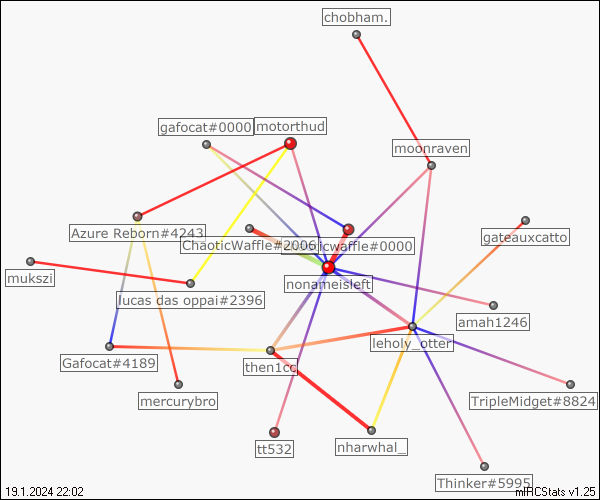 chobham.
gafocat#0000
motorthud
moonraven
Azure Reborn#4243
ChaoticWaffle#2006
icwaffle#0000
gateauxcatto
mukszi
nonameisleft
lucas das oppai#2396
amah1246
leholy_otter
Gafocat#4189
then1cc
mercurybro
TripleMidget#8824
tt532
nharwhal_
Thinker#5995
19.1.2024 22:02
mIRCStats v1.25